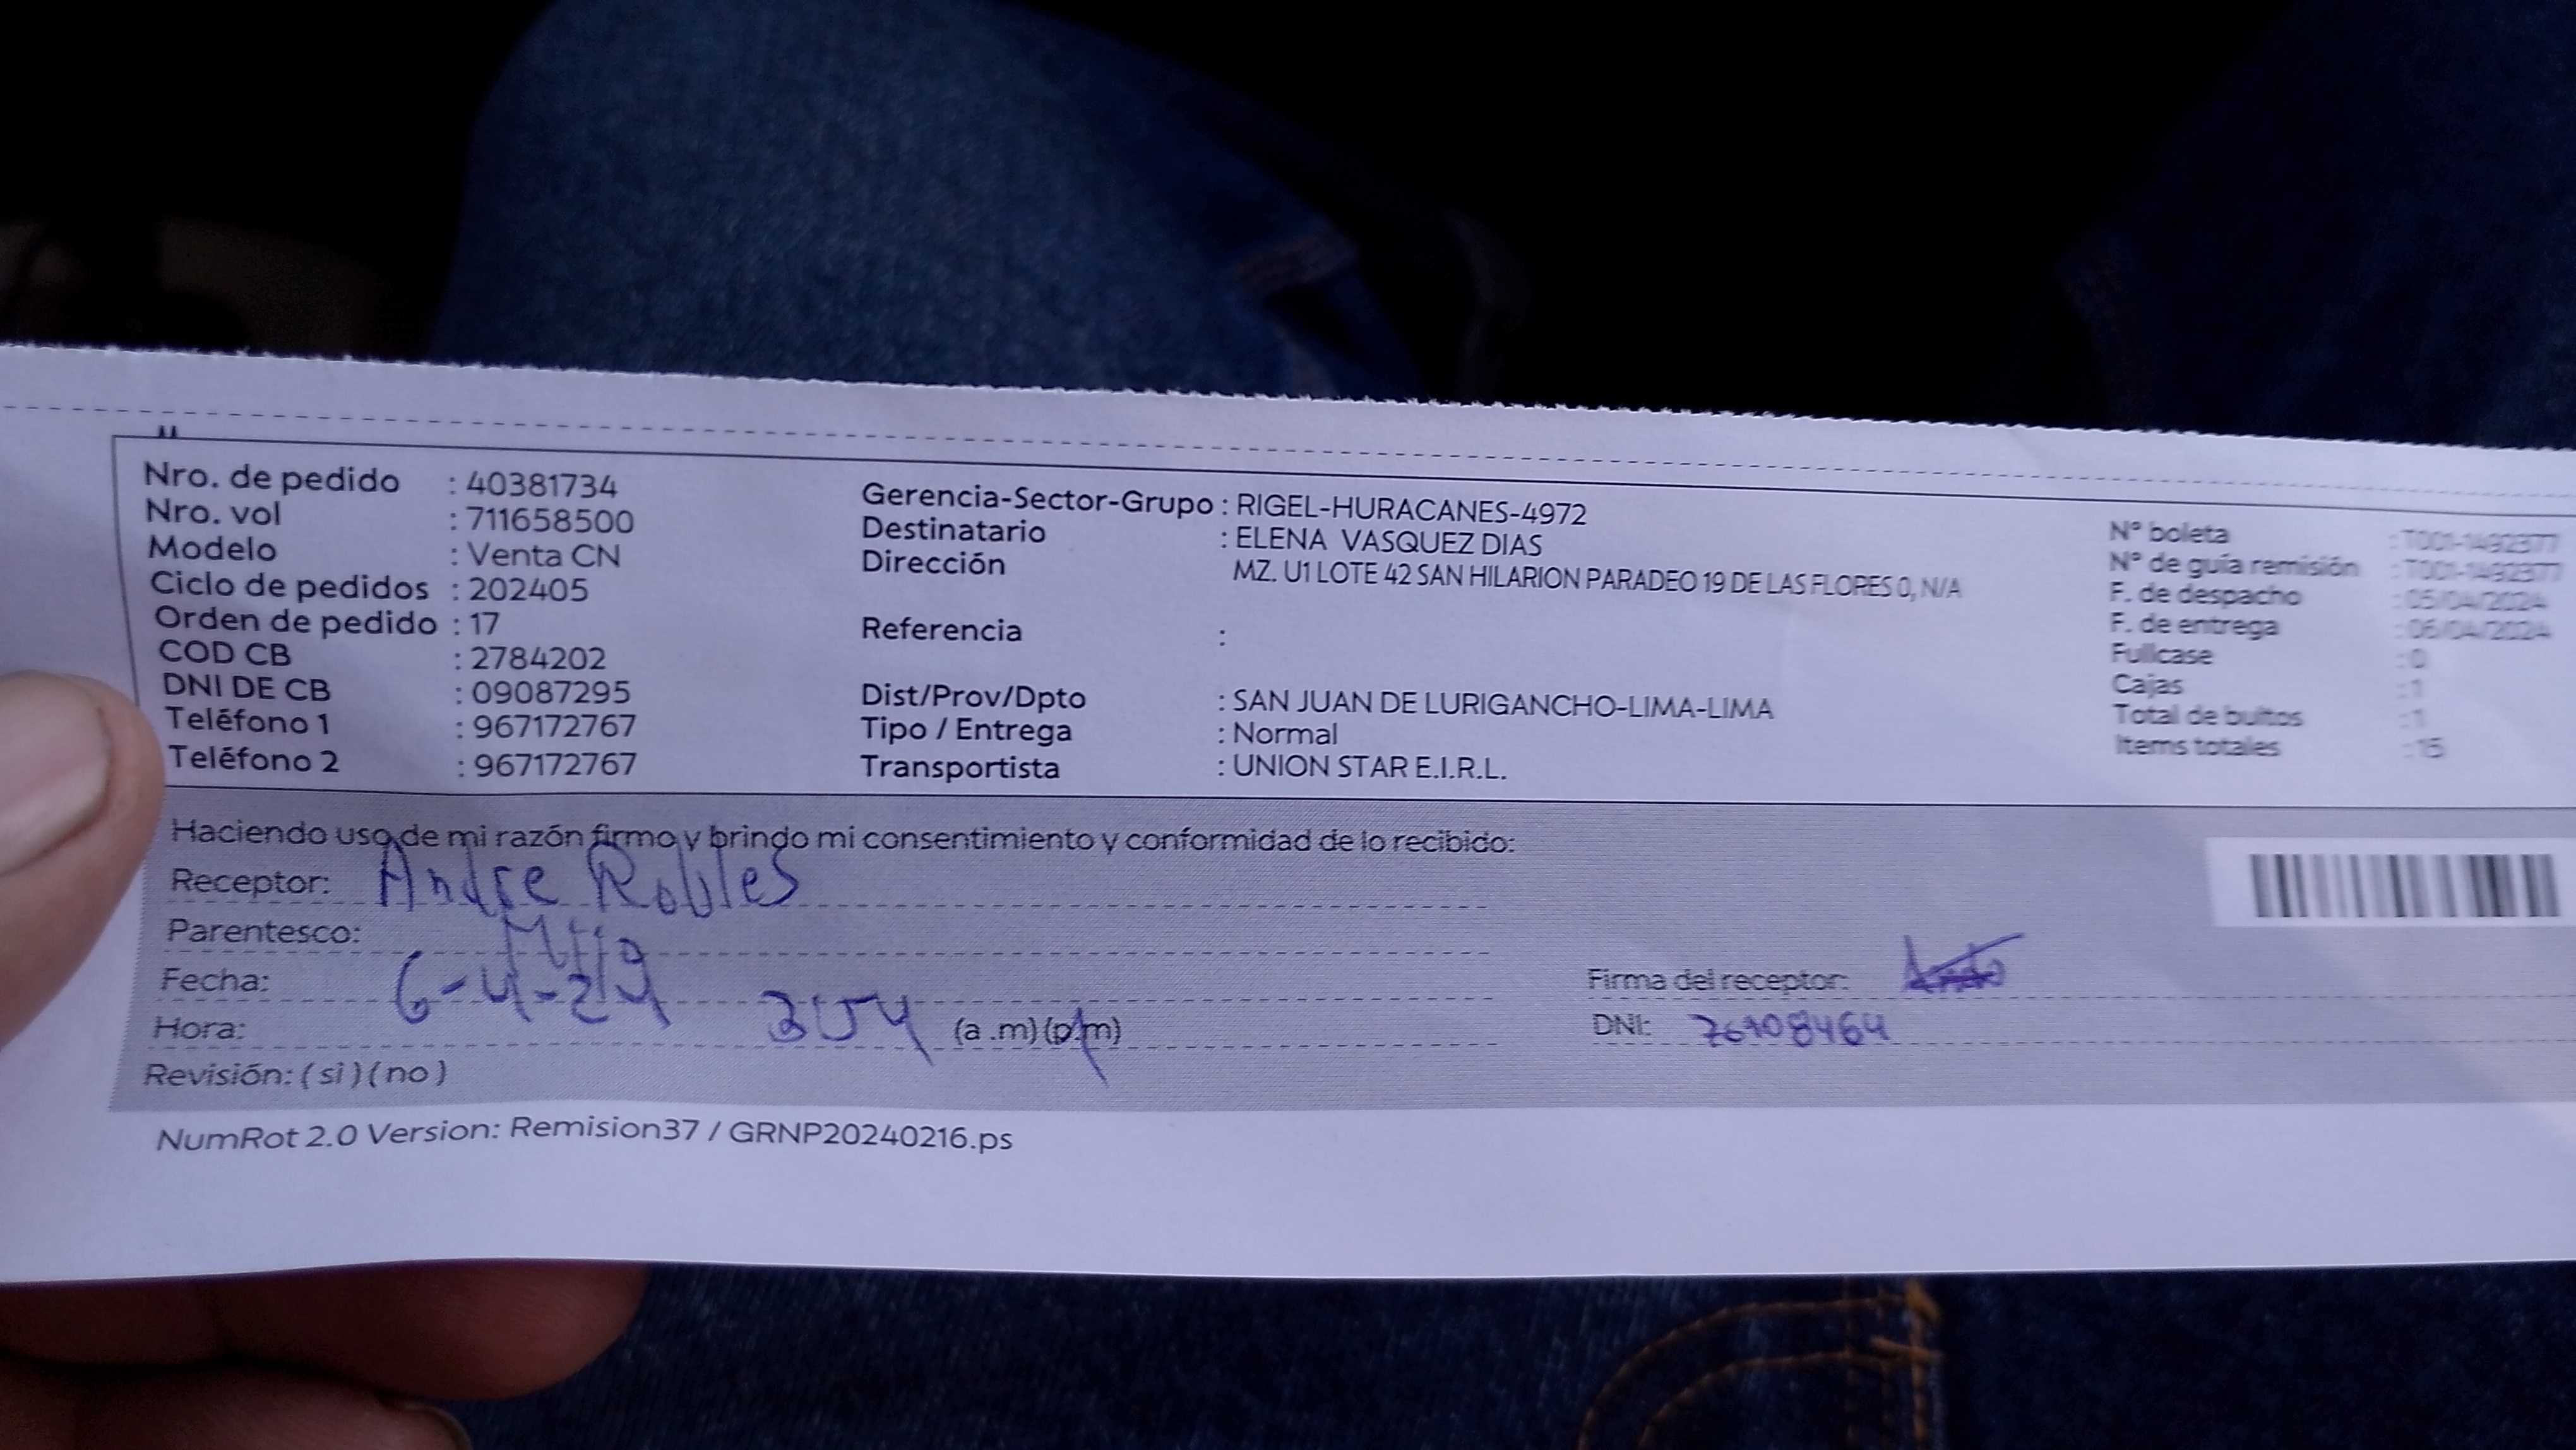 Nro. de pedido : 40381734
Nro. vol : 711658500
Modelo : Venta CN
Ciclo de pedidos : 202405
Orden de pedido : 17
COD CB : 2784202
DNI DE CB : 09087295
Teléfono 1 : 967172767
Teléfono 2 : 967172767
Gerencia-Sector-Grupo : RIGEL-HURACANES-4972
Destinatario : ELENA VASQUEZ DIAS
Dirección MZ. U1 LOTE 42 SAN HILARION PARADEO 19 DE LAS FLORES 0, N/A
Referencia :
Dist/Prov/Dpto : SAN JUAN DE LURIGANCHO-LIMA-LIMA
Tipo / Entrega : Normal
Transportista : UNION STAR E.I.R.L.
N° boleta : T001-1492377
N° de guía remisión : T001-1492377
F. de despacho : 05/04/2024
F. de entrega : 06/04/2024
Fullcase : 0
Cajas : 1
Total de bultos : 1
Items totales : 15
Haciendo uso de mi razón firmo y brindo mi consentimiento y conformidad de lo recibido:
Receptor: Andre Robles
Parentesco:
Fecha: 6-4-24
Hora: 304 (a .m) (p.m)
Revisión: ( sì ) ( no )
Firma del receptor:
DNI: 76908464
NumRot 2.0 Version: Remision37 / GRNP20240216.ps